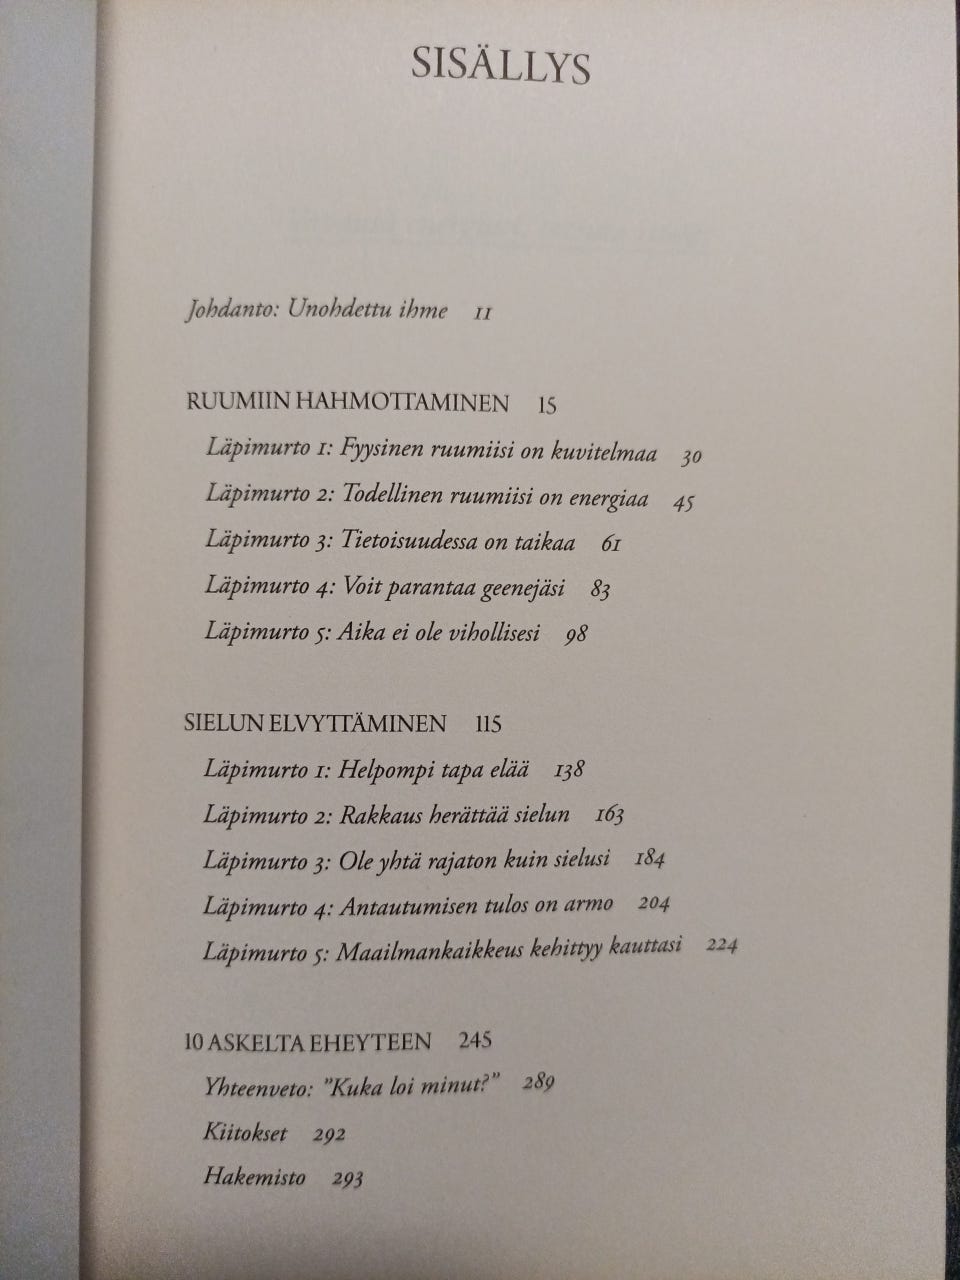 SISÄLLYS
Johdanto: Unohdettu ihme 11
RUUMIIN HAHMOTTAMINEN 15
Läpimurto 1: Fyysinen ruumiisi on kuvitelmaa 30
Läpimurto 2: Todellinen ruumiisi on energiaa 45
Läpimurto 3: Tietoisuudessa on taikaa 61
Läpimurto 4: Voit parantaa geenejäsi 83
Läpimurto 5: Aika ei ole vihollisesi 98
SIELUN ELVYTTÄMINEN 115
Läpimurto 1: Helpompi tapa elää 138
Läpimurto 2: Rakkaus herättää sielun 163
Läpimurto 3: Ole yhtä rajaton kuin sielusi 184
Läpimurto 4: Antautumisen tulos on armo 204
Läpimurto 5: Maailmankaikkeus kehittyy kauttasi 224
10 ASKELTA EHEYTEEN 245
Yhteenveto: ”Kuka loi minut?” 289
Kiitokset 292
Hakemisto 293